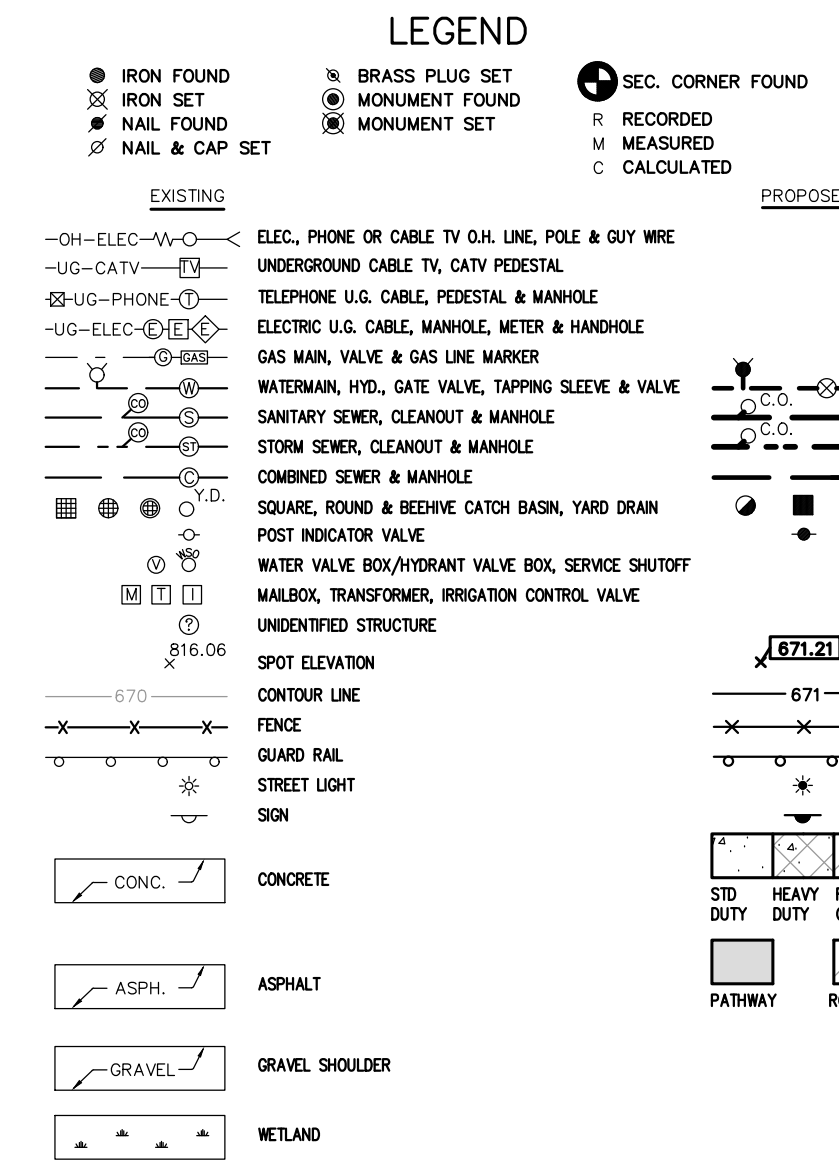 LEGEND
IRON FOUND
IRON SET
NAIL FOUND
NAIL & CAP SET
BRASS PLUG SET
MONUMENT FOUND
MONUMENT SET
SEC. CORNER FOUND
R RECORDED
M MEASURED
C CALCULATED
EXISTING
PROPOSE
OH-ELEC ELEC., PHONE OR CABLE TV O.H. LINE, POLE & GUY WIRE
UG-CATV TV UNDERGROUND CABLE TV, CATV PEDESTAL
UG-PHONE T TELEPHONE U.G. CABLE, PEDESTAL & MANHOLE
UG-ELEC E E E ELECTRIC U.G. CABLE, MANHOLE, METER & HANDHOLE
G GAS GAS MAIN, VALVE & GAS LINE MARKER
W WATERMAIN, HYD., GATE VALVE, TAPPING SLEEVE & VALVE
CO S SANITARY SEWER, CLEANOUT & MANHOLE C.O.
CO ST STORM SEWER, CLEANOUT & MANHOLE C.O.
C COMBINED SEWER & MANHOLE
Y.D. SQUARE, ROUND & BEEHIVE CATCH BASIN, YARD DRAIN
POST INDICATOR VALVE
V WSO WATER VALVE BOX/HYDRANT VALVE BOX, SERVICE SHUTOFF
M T I MAILBOX, TRANSFORMER, IRRIGATION CONTROL VALVE
? UNIDENTIFIED STRUCTURE
816.06 SPOT ELEVATION 671.21
670 CONTOUR LINE 671
FENCE
GUARD RAIL
STREET LIGHT
SIGN
CONC. CONCRETE
STD DUTY
HEAVY DUTY
ASPH. ASPHALT
PATHWAY
GRAVEL GRAVEL SHOULDER
WETLAND